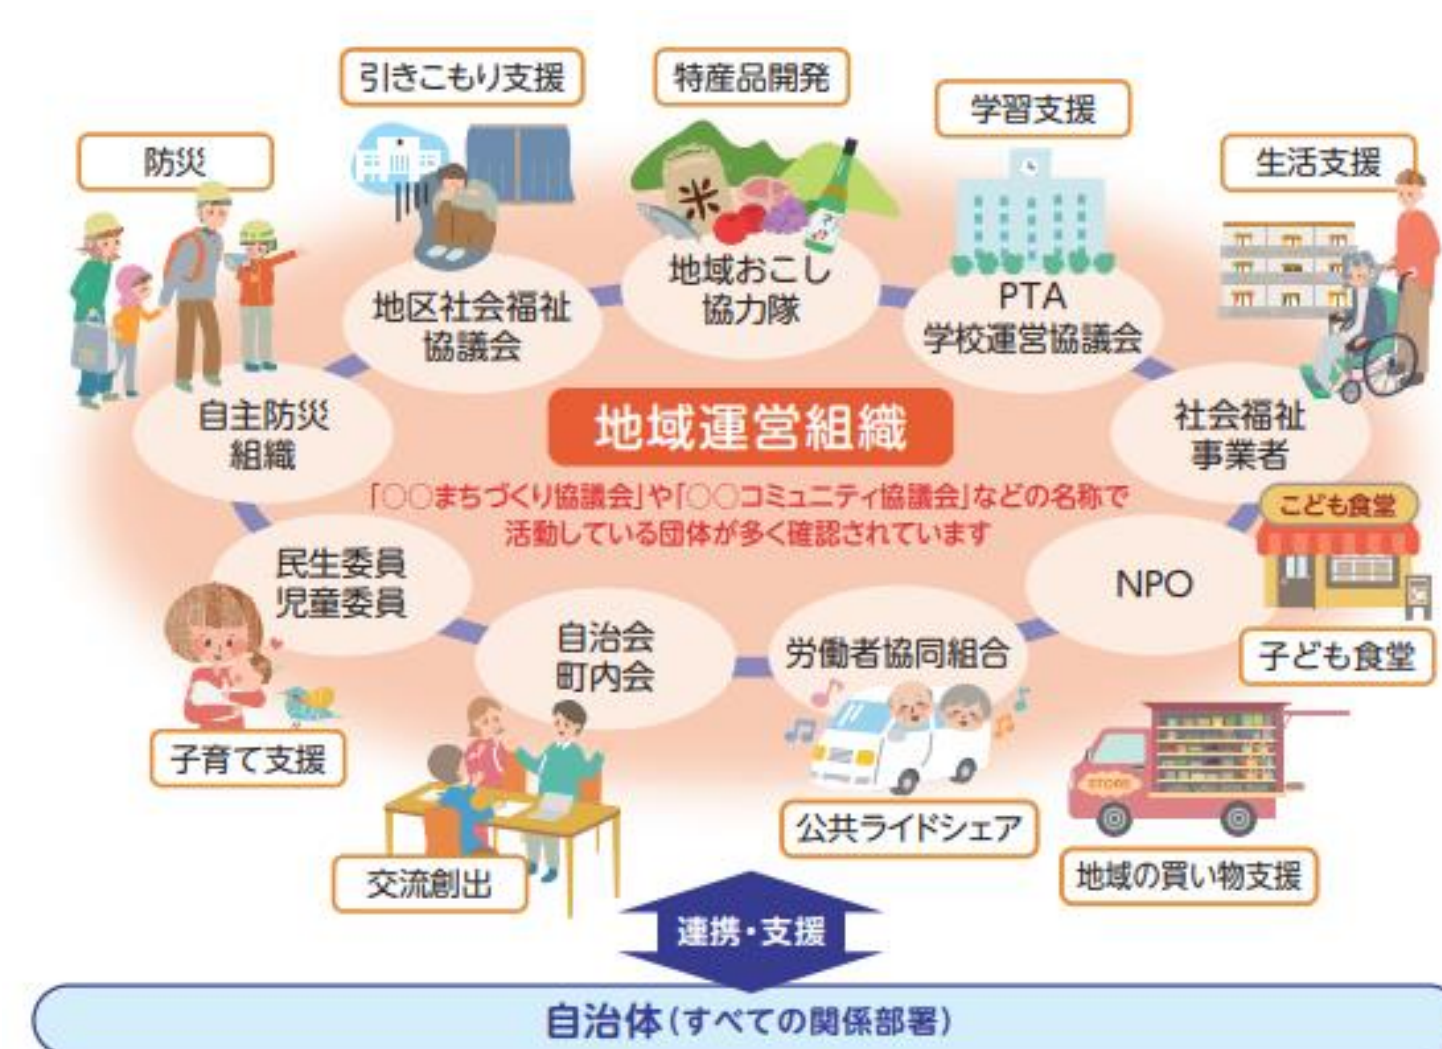 引きこもり支援
特産品開発
学習支援
防災
生活支援
米
地区社会福祉
協議会
地域おこし
協力隊
PTA
学校運営協議会
自主防災
組織
社会福祉
事業者
地域運営組織
「○○まちづくり協議会」や「○○コミュニティ協議会」などの名称で
活動している団体が多く確認されています
こども食堂
民生委員
児童委員
NPO
自治会
町内会
労働者協同組合
子ども食堂
子育て支援
STORE
公共ライドシェア
交流創出
地域の買い物支援
連携・支援
自治体(すべての関係部署)